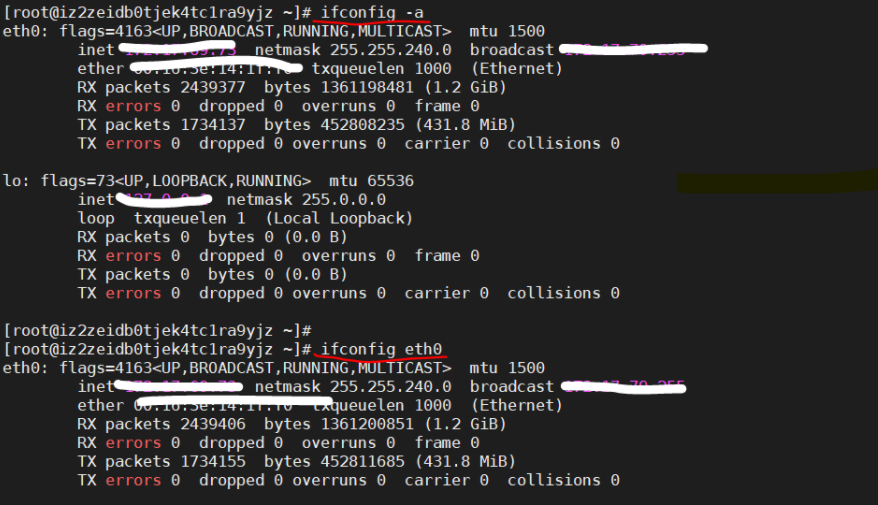 [root@iz2zeidb0tjek4tc1ra9yjz ~]# ifconfig -a
eth0: flags=4163<UP,BROADCAST,RUNNING,MULTICAST>  mtu 1500
inet netmask 255.255.240.0  broadcast
ether txqueuelen 1000  (Ethernet)
RX packets 2439377  bytes 1361198481 (1.2 GiB)
RX errors 0  dropped 0  overruns 0  frame 0
TX packets 1734137  bytes 452808235 (431.8 MiB)
TX errors 0  dropped 0 overruns 0  carrier 0  collisions 0
lo: flags=73<UP,LOOPBACK,RUNNING>  mtu 65536
inet netmask 255.0.0.0
loop  txqueuelen 1  (Local Loopback)
RX packets 0  bytes 0 (0.0 B)
RX errors 0  dropped 0  overruns 0  frame 0
TX packets 0  bytes 0 (0.0 B)
TX errors 0  dropped 0 overruns 0  carrier 0  collisions 0
[root@iz2zeidb0tjek4tc1ra9yjz ~]#
[root@iz2zeidb0tjek4tc1ra9yjz ~]# ifconfig eth0
eth0: flags=4163<UP,BROADCAST,RUNNING,MULTICAST>  mtu 1500
inet netmask 255.255.240.0  broadcast
ether txqueuelen 1000  (Ethernet)
RX packets 2439406  bytes 1361200851 (1.2 GiB)
RX errors 0  dropped 0  overruns 0  frame 0
TX packets 1734155  bytes 452811685 (431.8 MiB)
TX errors 0  dropped 0 overruns 0  carrier 0  collisions 0